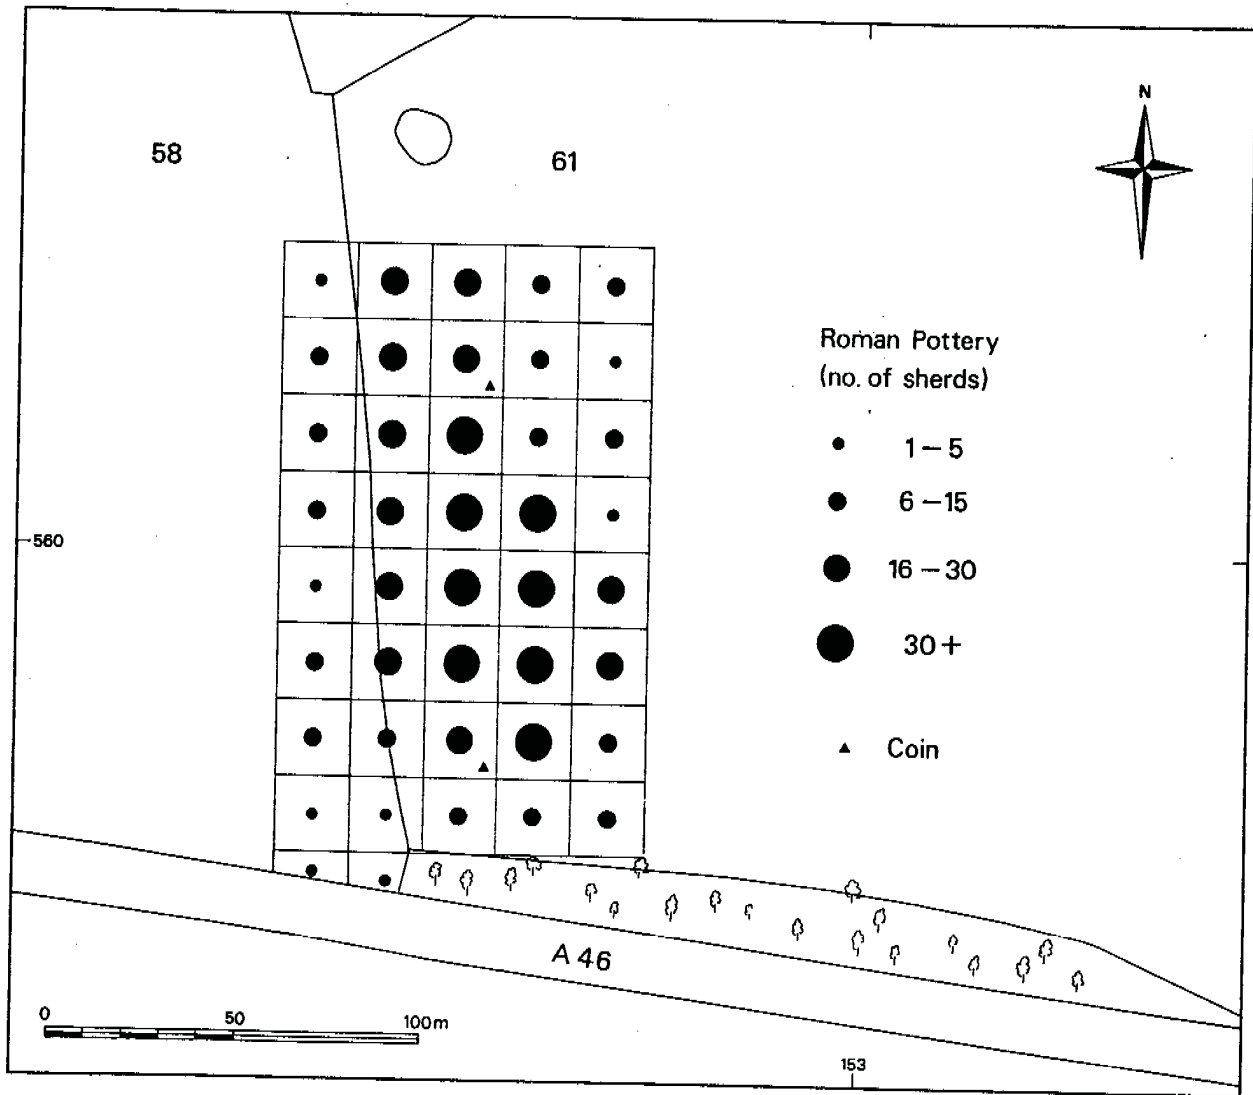 N
58
61
Roman Pottery
(no. of sherds)
1–5
6–15
16–30
30+
560
Coin
A 46
0 50 100m
153